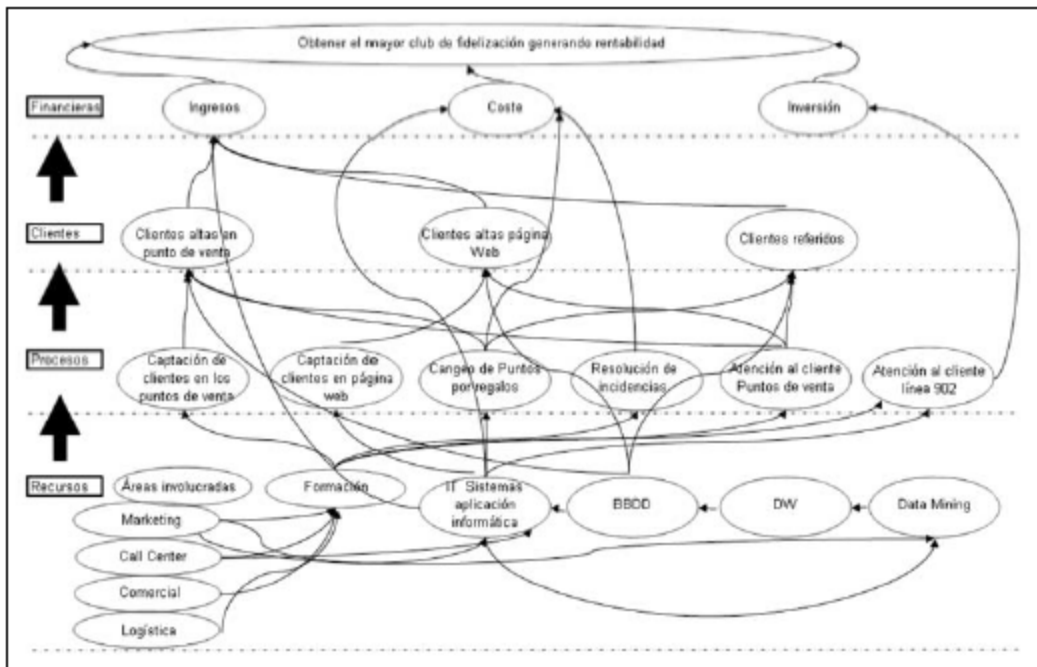 Obtener el mayor club de fidelización generando rentabilidad
Financieras
Ingresos
Coste
Inversión
Clientes
Clientes altas en
punto de venta
Clientes altas página
Web
Clientes referidos
Procesos
Captación de
clientes en los
puntos de venta
Captación de
clientes en página
web
Cangeo de Puntos
por regalos
Resolución de
incidencias
Atención al cliente
Puntos de venta
Atención al cliente
línea 902
Recursos
Áreas involucradas
Formación
IT Sistemas
aplicación
informática
BBDD
DW
Data Mining
Marketing
Call Center
Comercial
Logística